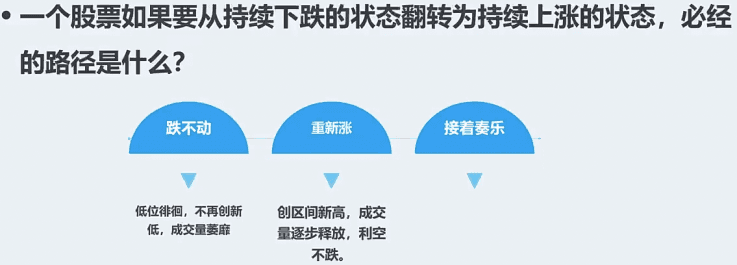 • 一个股票如果要从持续下跌的状态翻转为持续上涨的状态，必经
的路径是什么？
跌不动
重新涨
接着奏乐
低位徘徊，不再创新
低，成交量萎靡
创区间新高，成交
量逐步释放，利空
不跌。